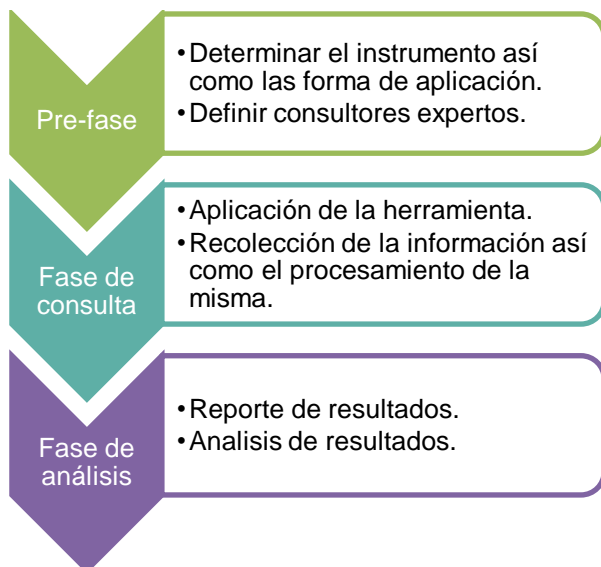 Pre-fase
•Determinar el instrumento así
como las forma de aplicación.
•Definir consultores expertos.
Fase de
consulta
•Aplicación de la herramienta.
•Recolección de la información así
como el procesamiento de la
misma.
Fase de
análisis
•Reporte de resultados.
•Analisis de resultados.